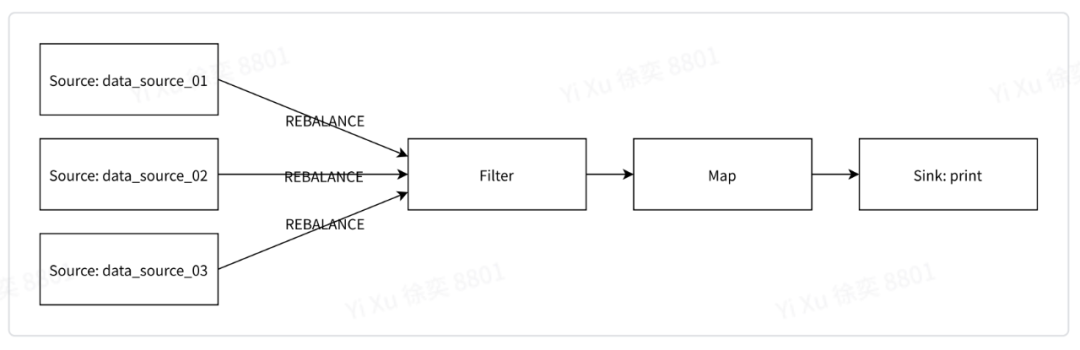 Source: data_source_01
REBALANCE
Source: data_source_02
REBALANCE
Filter
Map
Sink: print
REBALANCE
Source: data_source_03
Yi Xu 徐奕 8801
Yi Xu 徐奕 8801
Yi Xu 徐
奕 8801
Yi Xu 徐奕 8801
Yi Xu 徐奕 8801